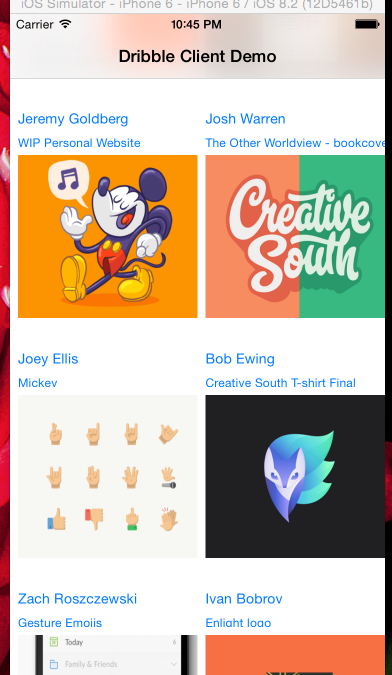 iOS Simulator - iPhone 6 - iPhone 6 / iOS 8.2 (12D5461b)
Carrier 10:45 PM
Dribble Client Demo
Jeremy Goldberg Josh Warren
WIP Personal Website The Other Worldview - bookcove
Creative
South
Joey Ellis Bob Ewing
Mickey Creative South T-shirt Final
Zach Roszczewski Ivan Bobrov
Gesture Emojis Enlight logo
Today 6
Family & Friends